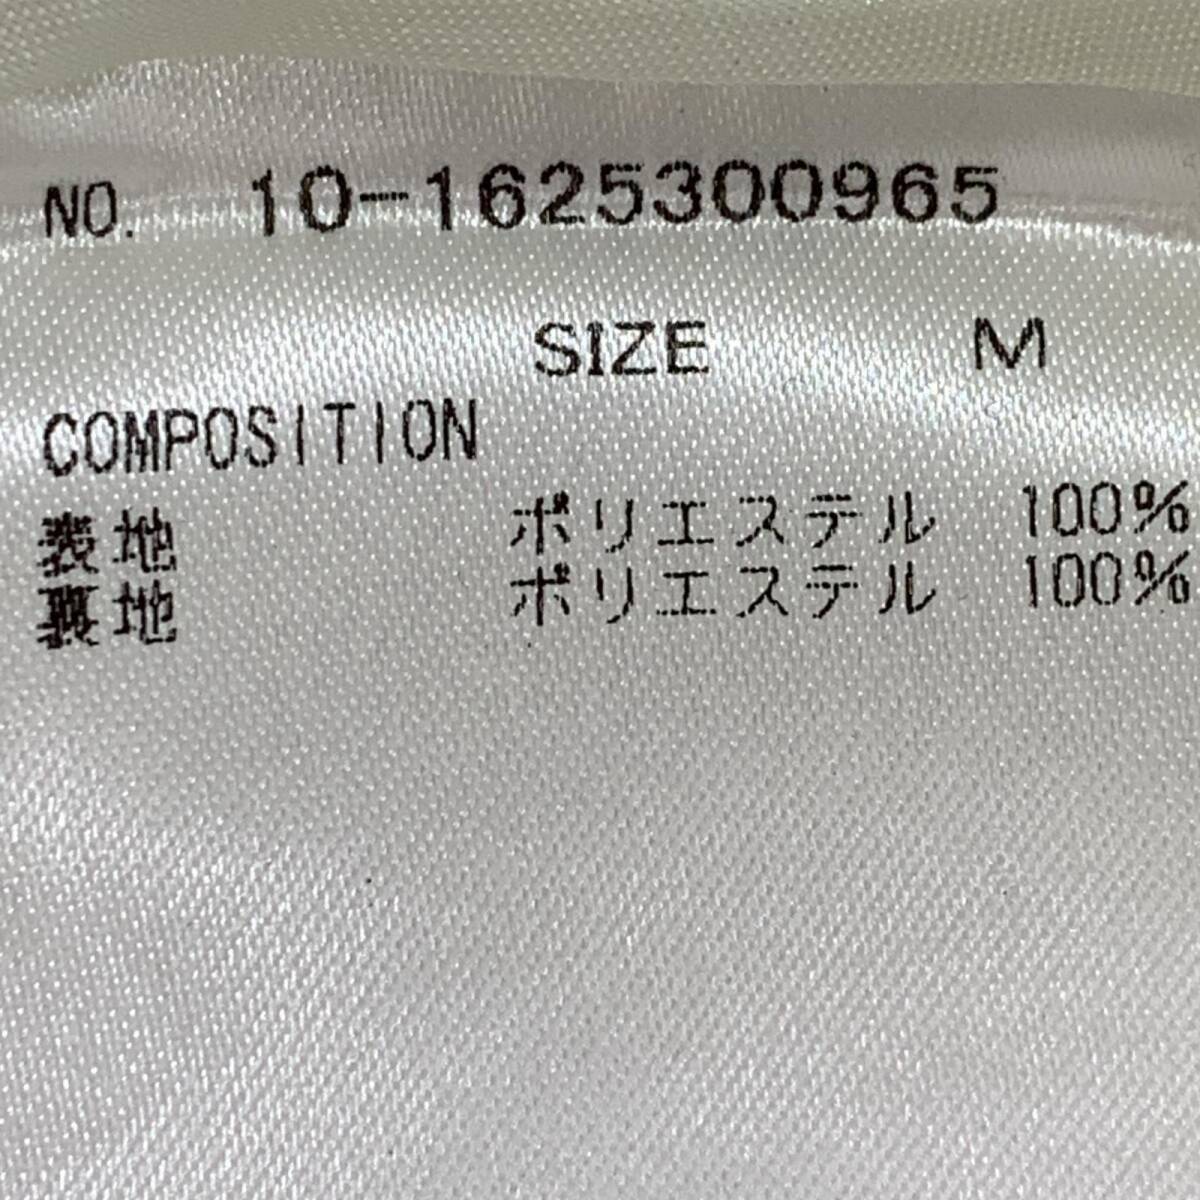 NO. 10-1625300965
SIZE M
COMPOSITION
表地 ポリエステル 100%
裏地 ポリエステル 100%